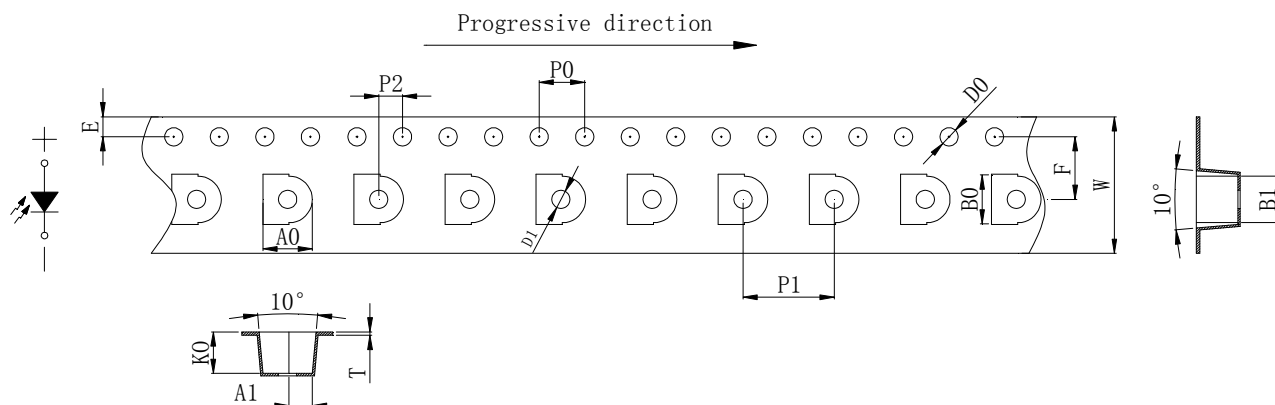 Progressive direction
P2
P0
D0
E
F
W
B0
10°
B1
A0
D1
P1
10°
K0
T
A1